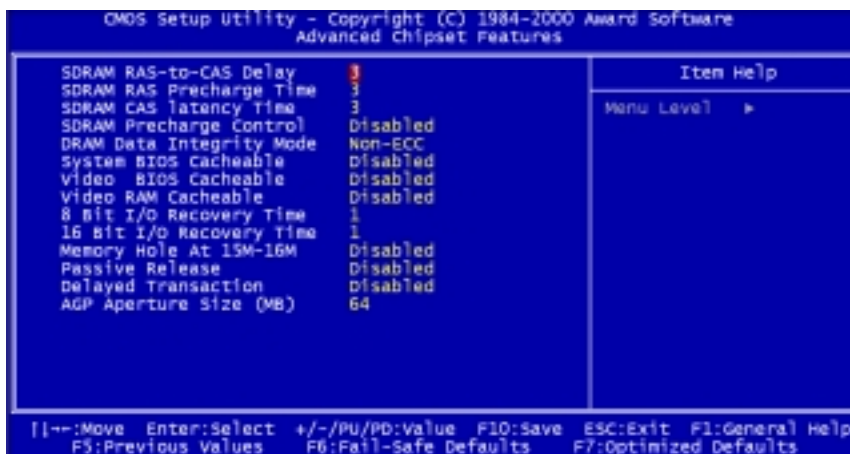 CMOS Setup Utility - Copyright (C) 1984-2000 Award Software
Advanced Chipset Features
SDRAM RAS-to-CAS Delay 3
SDRAM RAS Precharge Time 3
SDRAM CAS latency Time 3
SDRAM Precharge Control Disabled
DRAM Data Integrity Mode Non-ECC
System BIOS Cacheable Disabled
Video BIOS Cacheable Disabled
Video RAM Cacheable Disabled
8 Bit I/O Recovery Time 1
16 Bit I/O Recovery Time 1
Memory Hole At 15M-16M Disabled
Passive Release Disabled
Delayed Transaction Disabled
AGP Aperture Size (MB) 64
Item Help
Menu Level ►
↑↓→←:Move Enter:Select +/-/PU/PD:Value F10:Save ESC:Exit F1:General Help
F5:Previous Values F6:Fail-Safe Defaults F7:Optimized Defaults